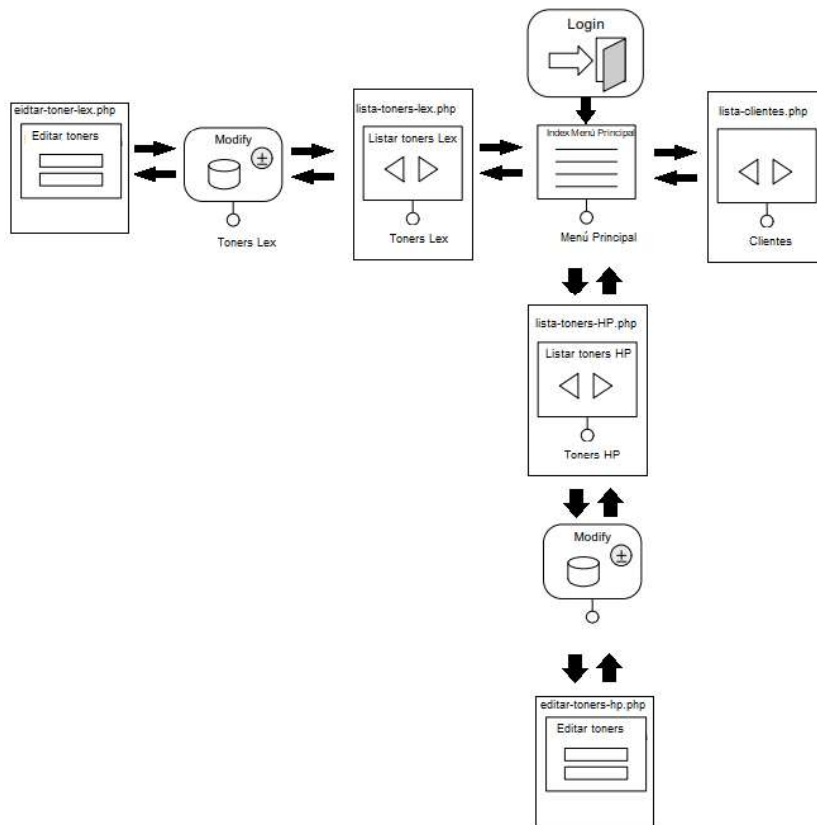 Login
eidtar-toner-lex.php
Editar toners
Modify
Toners Lex
lista-toners-lex.php
Listar toners Lex
Toners Lex
Index Menú Principal
Menú Principal
lista-clientes.php
Clientes
lista-toners-HP.php
Listar toners HP
Toners HP
Modify
editar-toners-hp.php
Editar toners